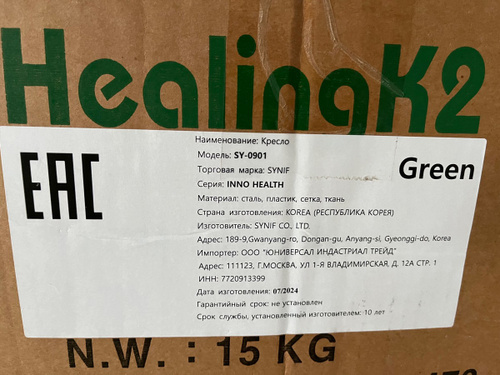 HealingK2
EAC
Green
Наименование: Кресло
Модель: SY-0901
Торговая марка: SYNIF
Серия: INNO HEALTH
Материал: сталь, пластик, сетка, ткань
Страна изготовления: KOREA (РЕСПУБЛИКА КОРЕЯ)
Изготовитель: SYNIF CO., LTD.
Адрес: 189-9,Gwanyang-ro, Dongan-gu, Anyang-si, Gyeonggi-do, Korea
Импортер: ООО "ЮНИВЕРСАЛ ИНДАСТРИАЛ ТРЕЙД"
Адрес: 111123, Г.МОСКВА, УЛ 1-Я ВЛАДИМИРСКАЯ, Д. 12А СТР. 1
ИНН: 7720913399
Дата изготовления: 07/2024
Гарантийный срок: не установлен
Срок службы, установленный изготовителем: 10 лет
N.W. : 15 KG